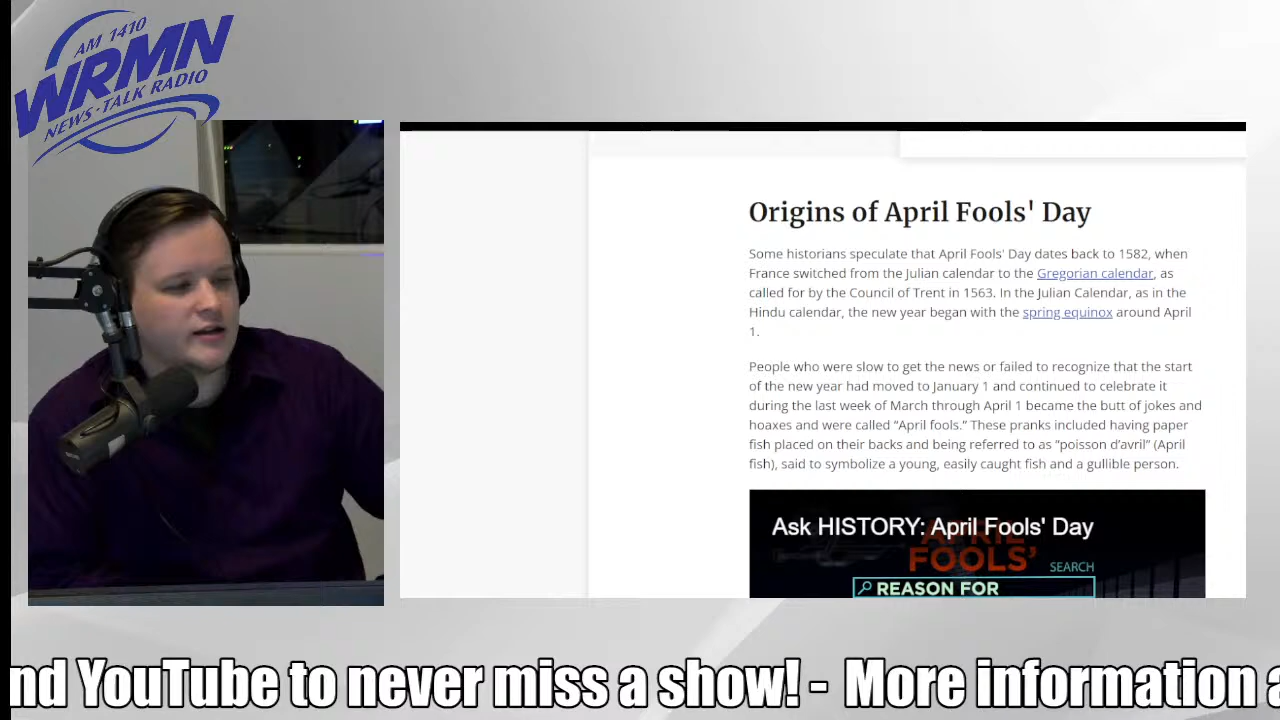 AM 1410
WRMN
NEWS-TALK RADIO
Origins of April Fools' Day
Some historians speculate that April Fools' Day dates back to 1582, when
France switched from the Julian calendar to the Gregorian calendar, as
called for by the Council of Trent in 1563. In the Julian Calendar, as in the
Hindu calendar, the new year began with the spring equinox around April
1.
People who were slow to get the news or failed to recognize that the start
of the new year had moved to January 1 and continued to celebrate it
during the last week of March through April 1 became the butt of jokes and
hoaxes and were called “April fools.” These pranks included having paper
fish placed on their backs and being referred to as “poisson d’avril” (April
fish), said to symbolize a young, easily caught fish and a gullible person.
Ask HISTORY: April Fools' Day
APRIL
FOOLS’
SEARCH
REASON FOR
nd YouTube to never miss a show! - More information a